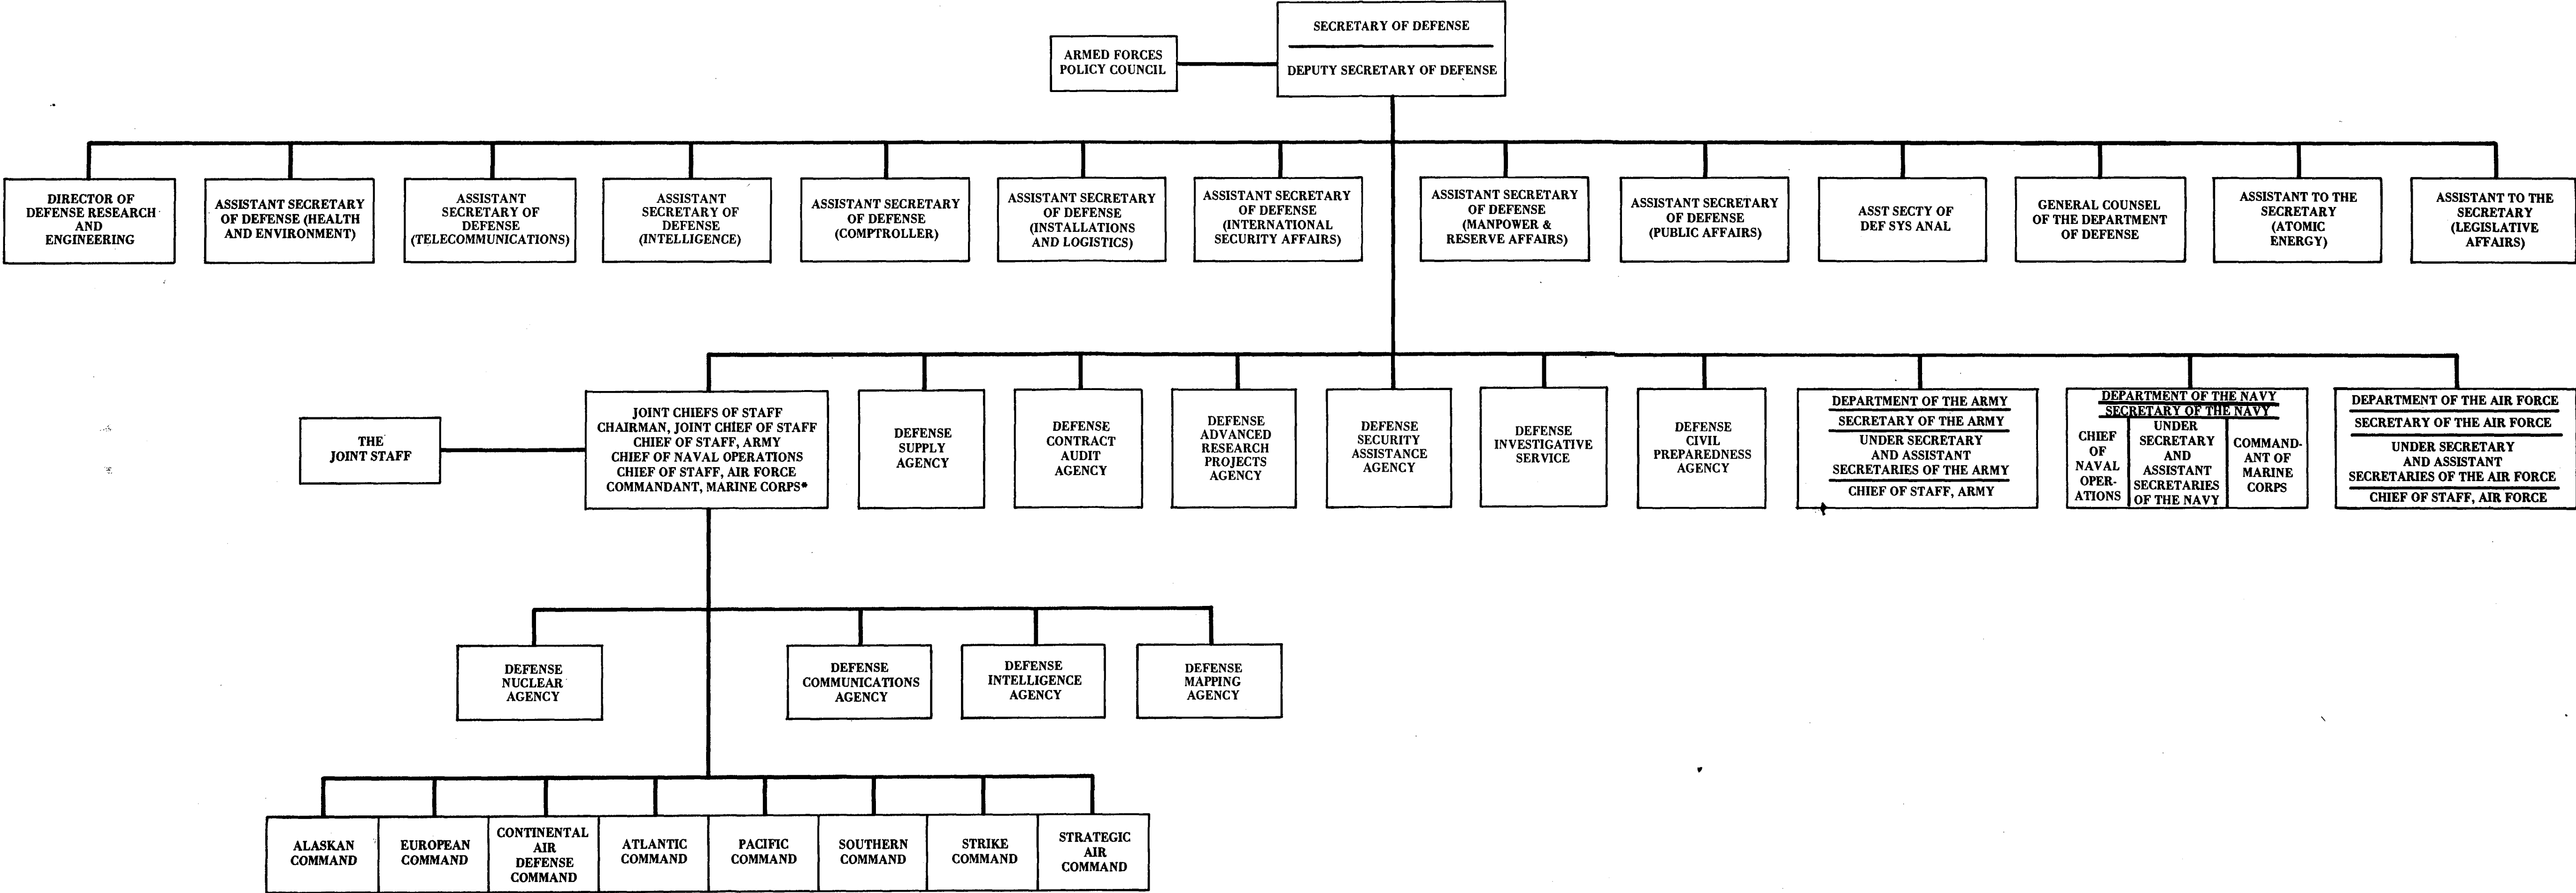 SECRETARY OF DEFENSE
DEPUTY SECRETARY OF DEFENSE
ARMED FORCES
POLICY COUNCIL
DIRECTOR OF
DEFENSE RESEARCH
AND
ENGINEERING
ASSISTANT SECRETARY
OF DEFENSE (HEALTH
AND ENVIRONMENT)
ASSISTANT
SECRETARY OF
DEFENSE
(TELECOMMUNICATIONS)
ASSISTANT
SECRETARY OF
DEFENSE
(INTELLIGENCE)
ASSISTANT SECRETARY
OF DEFENSE
(COMPTROLLER)
ASSISTANT SECRETARY
OF DEFENSE
(INSTALLATIONS
AND LOGISTICS)
ASSISTANT SECRETARY
OF DEFENSE
(INTERNATIONAL
SECURITY AFFAIRS)
ASSISTANT SECRETARY
OF DEFENSE
(MANPOWER &
RESERVE AFFAIRS)
ASSISTANT SECRETARY
OF DEFENSE
(PUBLIC AFFAIRS)
ASST SECTY OF
DEF SYS ANAL
GENERAL COUNSEL
OF THE DEPARTMENT
OF DEFENSE
ASSISTANT TO THE
SECRETARY
(ATOMIC
ENERGY)
ASSISTANT TO THE
SECRETARY
(LEGISLATIVE
AFFAIRS)
THE
JOINT STAFF
JOINT CHIEFS OF STAFF
CHAIRMAN, JOINT CHIEF OF STAFF
CHIEF OF STAFF, ARMY
CHIEF OF NAVAL OPERATIONS
CHIEF OF STAFF, AIR FORCE
COMMANDANT, MARINE CORPS*
DEFENSE
SUPPLY
AGENCY
DEFENSE
CONTRACT
AUDIT
AGENCY
DEFENSE
ADVANCED
RESEARCH
PROJECTS
AGENCY
DEFENSE
SECURITY
ASSISTANCE
AGENCY
DEFENSE
INVESTIGATIVE
SERVICE
DEFENSE
CIVIL
PREPAREDNESS
AGENCY
DEPARTMENT OF THE ARMY
SECRETARY OF THE ARMY
UNDER SECRETARY
AND ASSISTANT
SECRETARIES OF THE ARMY
CHIEF OF STAFF, ARMY
DEPARTMENT OF THE NAVY
SECRETARY OF THE NAVY
CHIEF
OF
NAVAL
OPER-
ATIONS
UNDER
SECRETARY
AND
ASSISTANT
SECRETARIES
OF THE NAVY
COMMAND-
ANT OF
MARINE
CORPS
DEPARTMENT OF THE AIR FORCE
SECRETARY OF THE AIR FORCE
UNDER SECRETARY
AND ASSISTANT
SECRETARIES OF THE AIR FORCE
CHIEF OF STAFF, AIR FORCE
DEFENSE
NUCLEAR
AGENCY
DEFENSE
COMMUNICATIONS
AGENCY
DEFENSE
INTELLIGENCE
AGENCY
DEFENSE
MAPPING
AGENCY
ALASKAN
COMMAND
EUROPEAN
COMMAND
CONTINENTAL
AIR
DEFENSE
COMMAND
ATLANTIC
COMMAND
PACIFIC
COMMAND
SOUTHERN
COMMAND
STRIKE
COMMAND
STRATEGIC
AIR
COMMAND